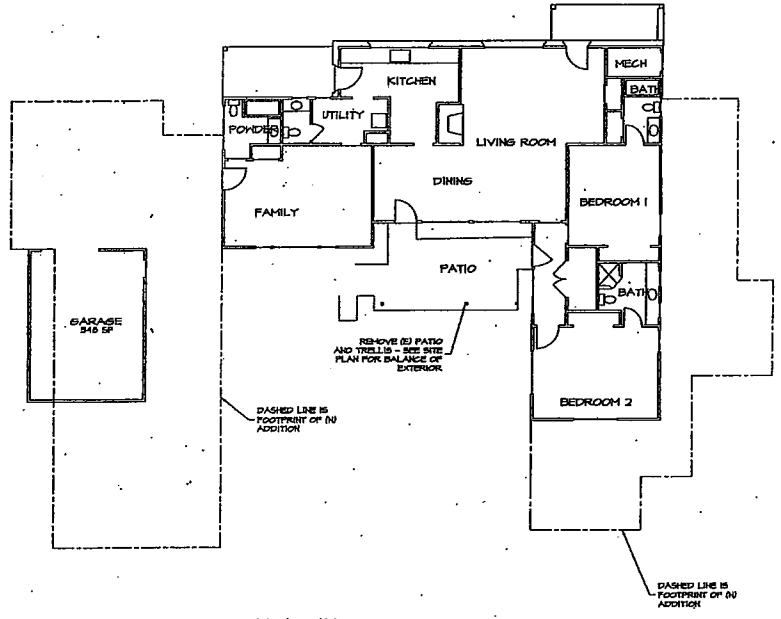 MECH
KITCHEN
BATH
UTILITY
POWDER
LIVING ROOM
DINING
BEDROOM 1
FAMILY
PATIO
BATH
GARAGE
548 SF
REMOVE (E) PATIO
AND TRELLIS - SEE SITE
PLAN FOR BALANCE OF
EXTERIOR
BEDROOM 2
DASHED LINE IS
FOOTPRINT OF (N)
ADDITION
DASHED LINE IS
FOOTPRINT OF (N)
ADDITION